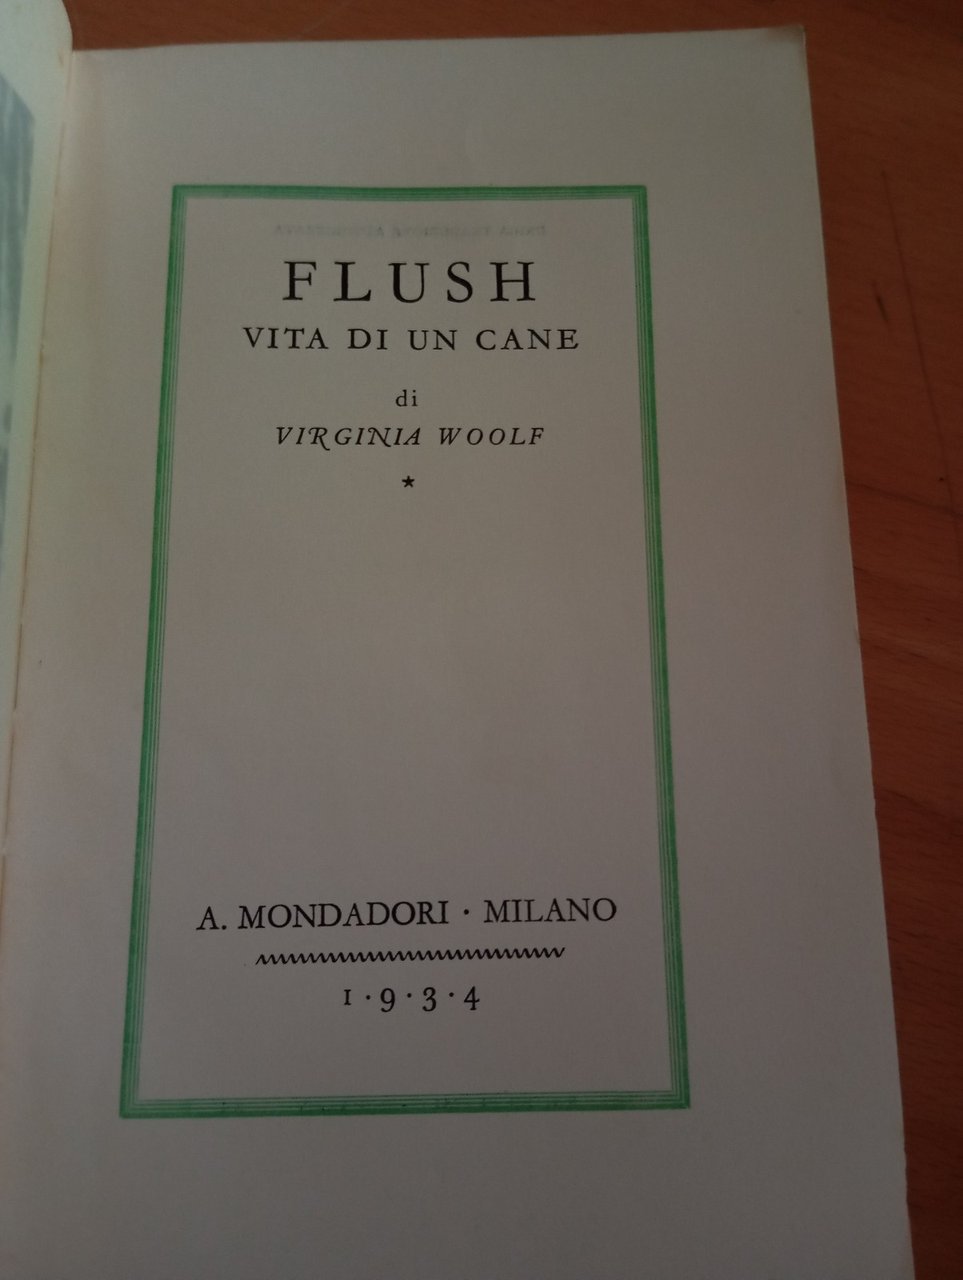 FLUSH
VITA DI UN CANE
di
VIRGINIA WOOLF
★
A. MONDADORI · MILANO
1·9·3·4